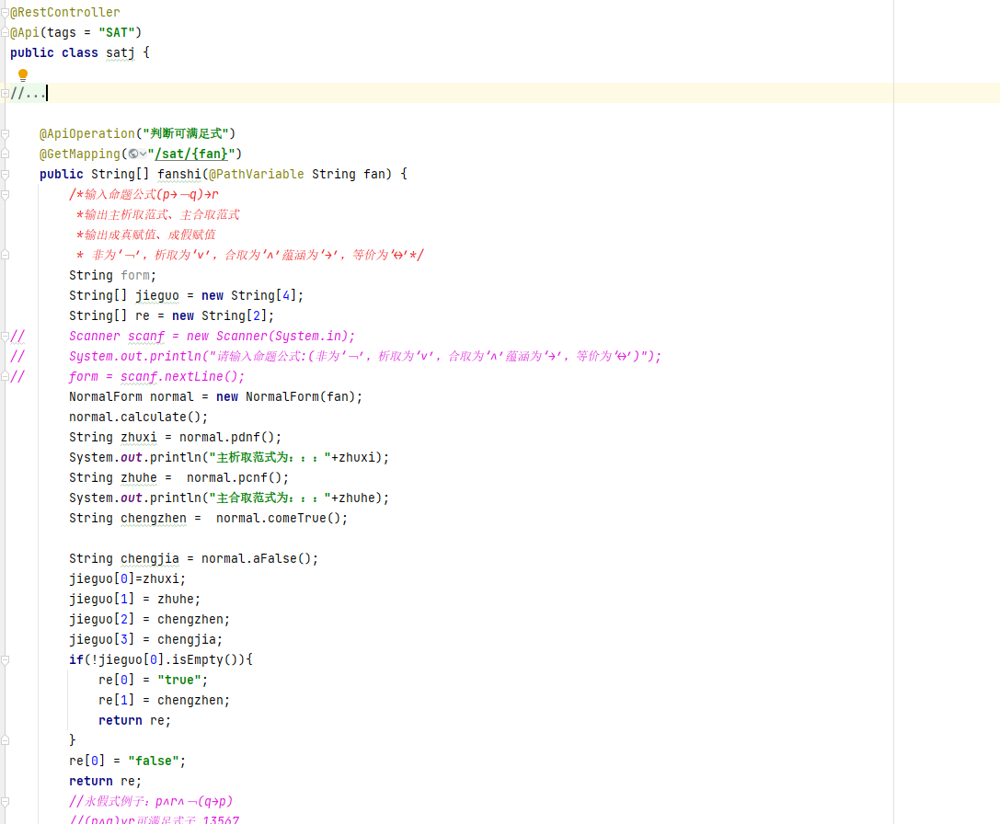 @RestController
@Api(tags = "SAT")
public class satj {
//...
@ApiOperation("判断可满足式")
@GetMapping("/sat/{fan}")
public String[] fanshi(@PathVariable String fan) {
/*输入命题公式(p→﹁q)→r
*输出主析取范式、主合取范式
*输出成真赋值、成假赋值
* 非为‘﹁’，析取为‘∨’，合取为‘∧’蕴涵为‘→’，等价为‘↔’*/
String form;
String[] jieguo = new String[4];
String[] re = new String[2];
// Scanner scanf = new Scanner(System.in);
// System.out.println("请输入命题公式:(非为‘﹁’，析取为‘∨’，合取为‘∧’蕴涵为‘→’，等价为‘↔’)");
// form = scanf.nextLine();
NormalForm normal = new NormalForm(fan);
normal.calculate();
String zhuxi = normal.pdnf();
System.out.println("主析取范式为：：："+zhuxi);
String zhuhe =  normal.pcnf();
System.out.println("主合取范式为：：："+zhuhe);
String chengzhen =  normal.comeTrue();
String chengjia = normal.aFalse();
jieguo[0]=zhuxi;
jieguo[1] = zhuhe;
jieguo[2] = chengzhen;
jieguo[3] = chengjia;
if(!jieguo[0].isEmpty()){
re[0] = "true";
re[1] = chengzhen;
return re;
}
re[0] = "false";
return re;
//永假式例子：p∧r∧﹁(q→p)
//(p∧q)∨r可满足式子 13567